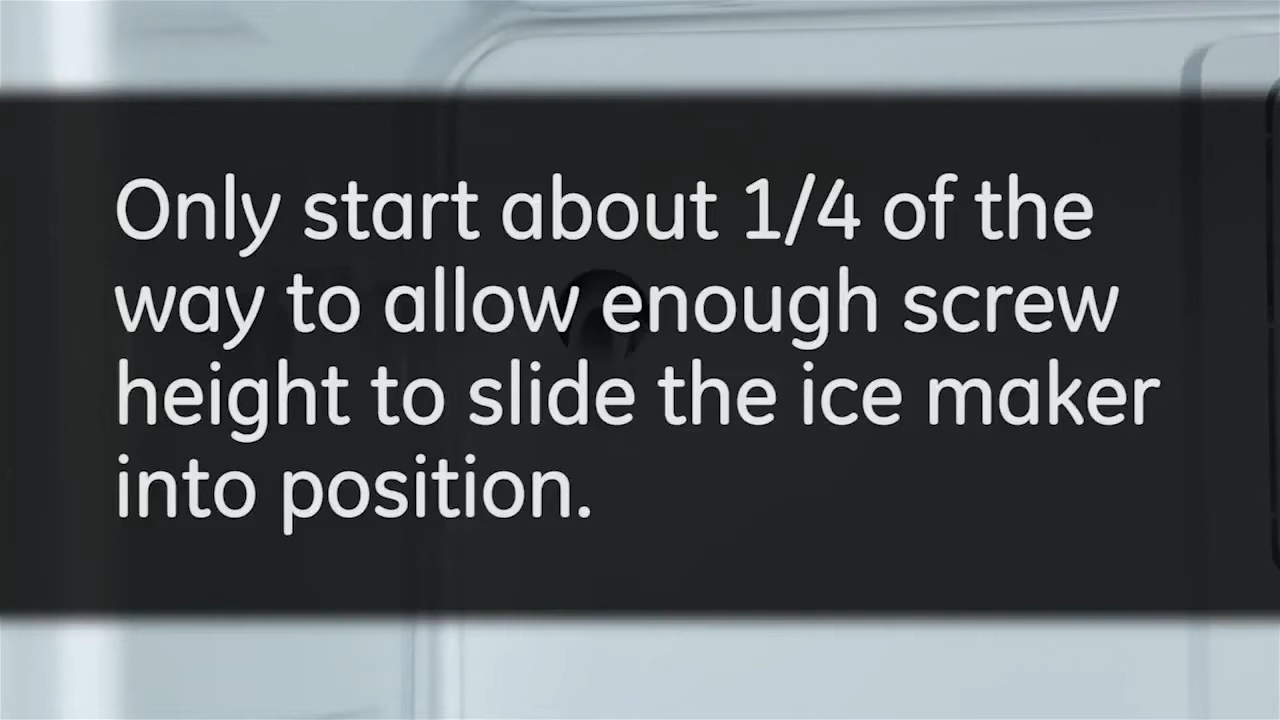 Only start about 1/4 of the
way to allow enough screw
height to slide the ice maker
into position.